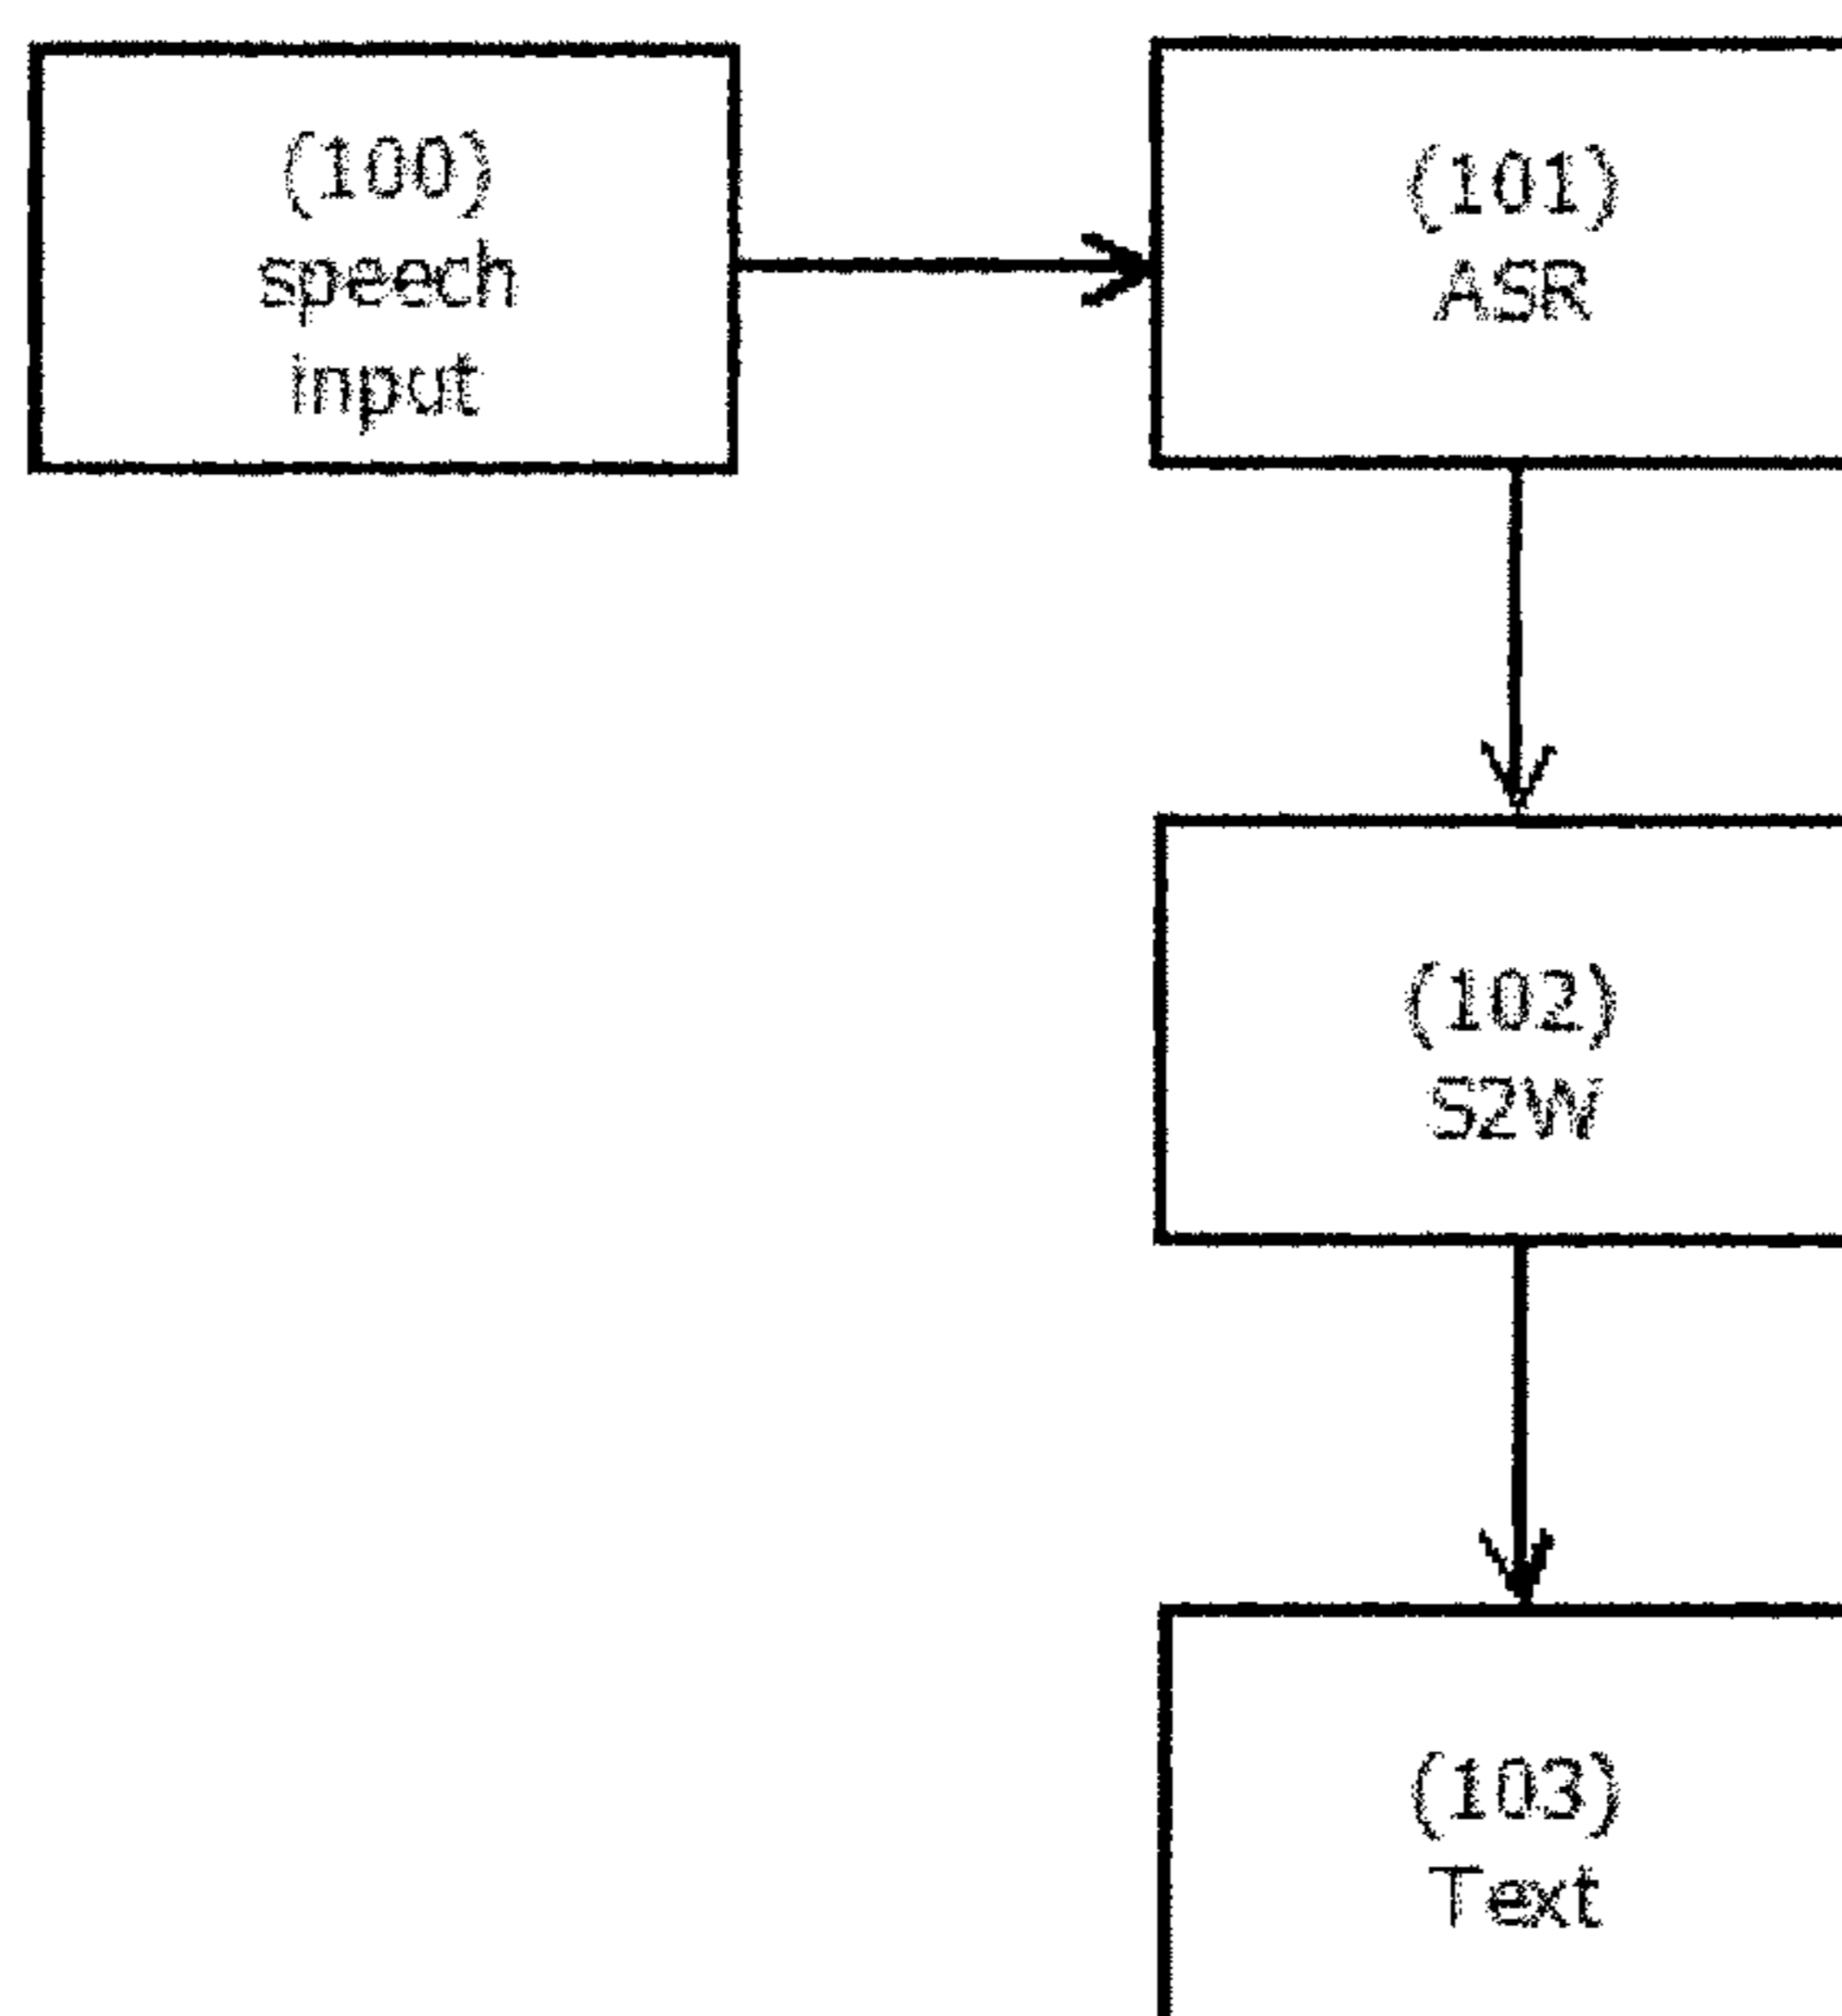 (100)
speech
input
(101)
ASR
(102)
S2W
(103)
Text